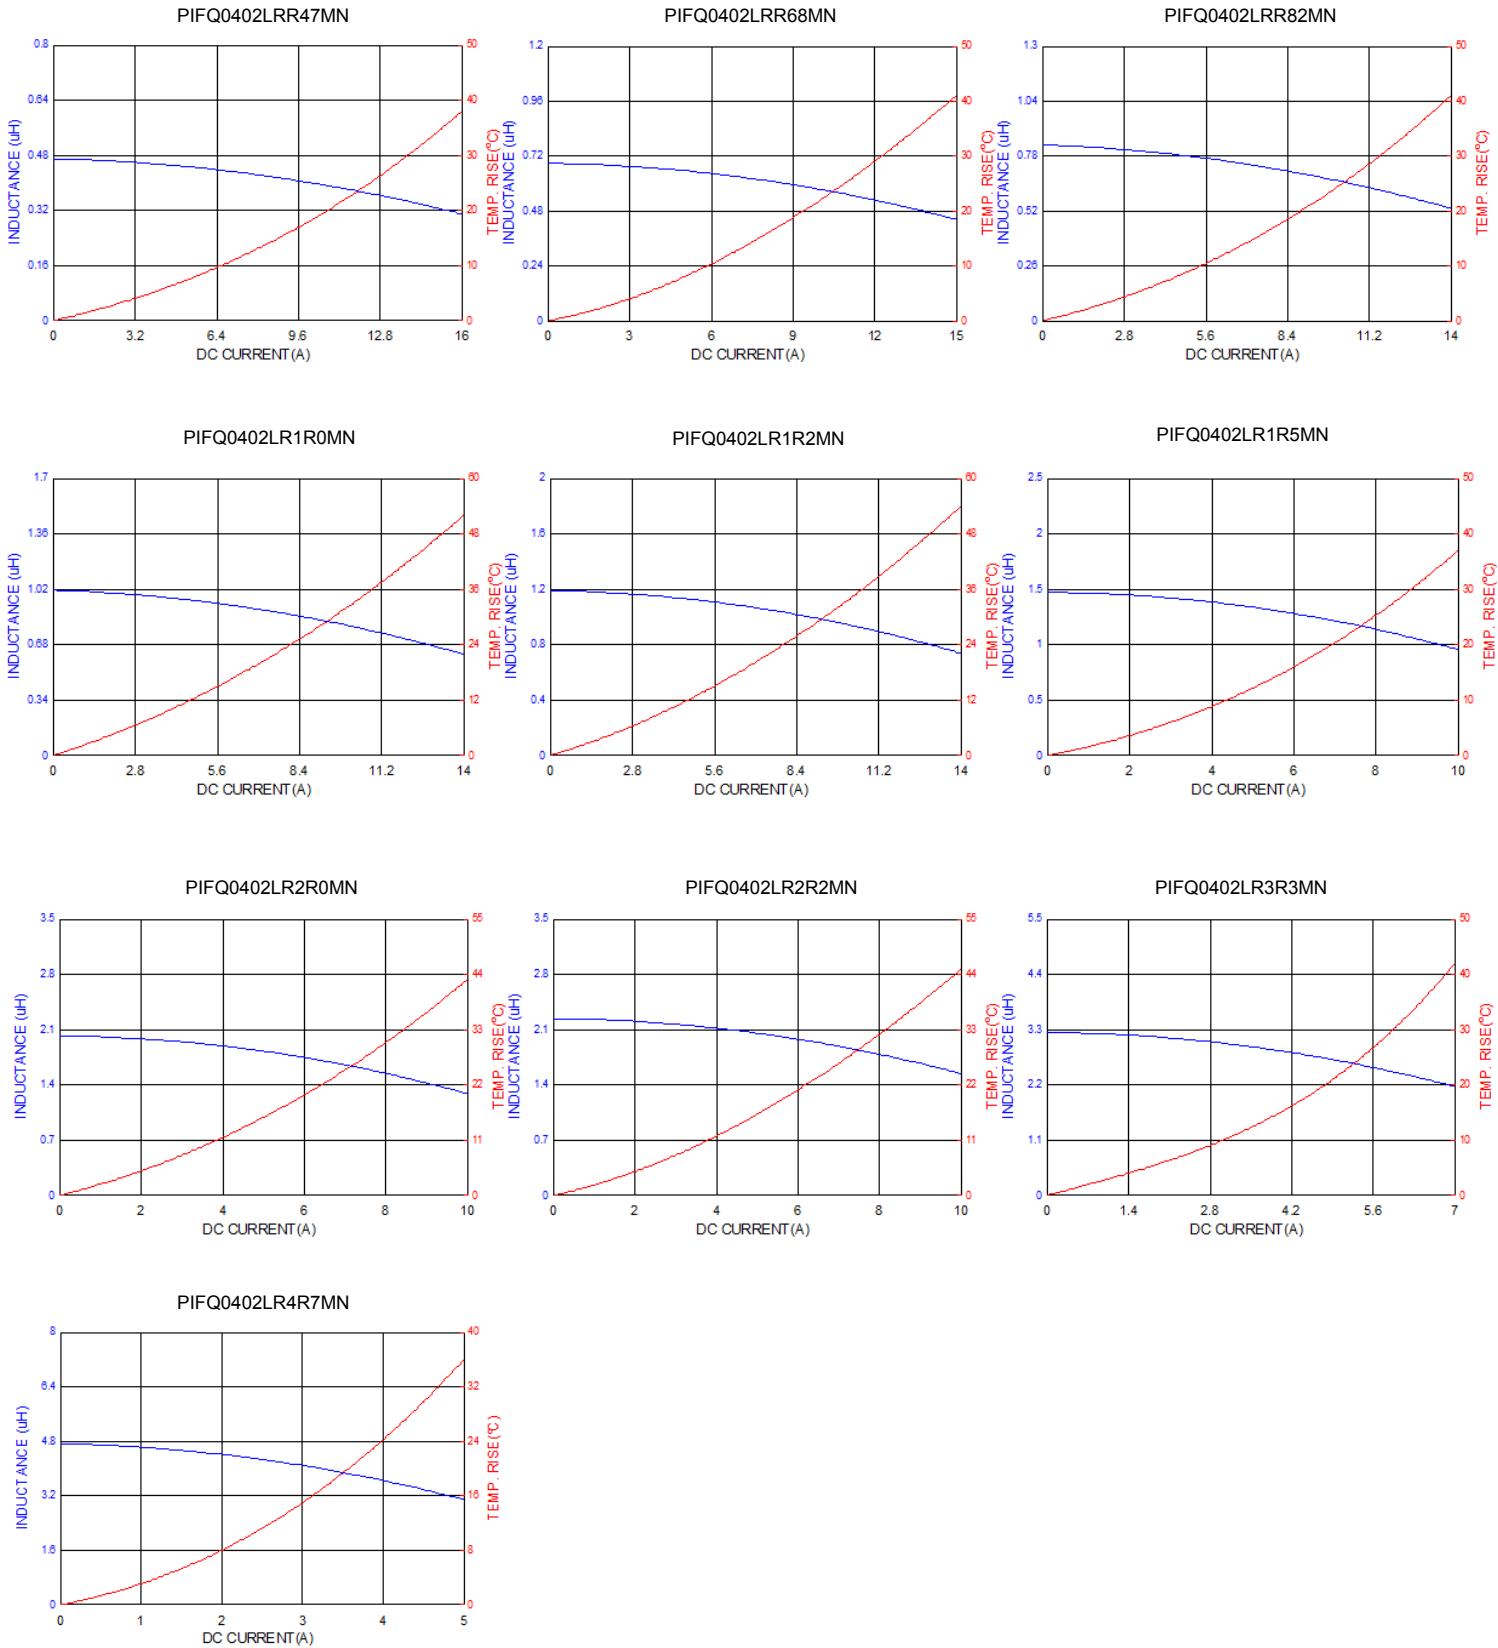 PIFQ0402LRR47MN
0.8
0.64
0.48
0.32
0.16
0
50
40
30
20
10
0
0 3.2 6.4 9.6 12.8 16
INDUCTANCE (uH)
TEMP. RISE(°C)
DC CURRENT(A)
PIFQ0402LRR68MN
1.2
0.96
0.72
0.48
0.24
0
50
40
30
20
10
0
0 3 6 9 12 15
INDUCTANCE (uH)
TEMP. RISE(°C)
DC CURRENT(A)
PIFQ0402LRR82MN
1.3
1.04
0.78
0.52
0.26
0
50
40
30
20
10
0
0 2.8 5.6 8.4 11.2 14
INDUCTANCE (uH)
TEMP. RISE(°C)
DC CURRENT(A)
PIFQ0402LR1R0MN
1.7
1.36
1.02
0.68
0.34
0
60
48
36
24
12
0
0 2.8 5.6 8.4 11.2 14
INDUCTANCE (uH)
TEMP. RISE(°C)
DC CURRENT(A)
PIFQ0402LR1R2MN
2
1.6
1.2
0.8
0.4
0
60
48
36
24
12
0
0 2.8 5.6 8.4 11.2 14
INDUCTANCE (uH)
TEMP. RISE(°C)
DC CURRENT(A)
PIFQ0402LR1R5MN
2.5
2
1.5
1
0.5
0
50
40
30
20
10
0
0 2 4 6 8 10
INDUCTANCE (uH)
TEMP. RISE(°C)
DC CURRENT(A)
PIFQ0402LR2R0MN
3.5
2.8
2.1
1.4
0.7
0
55
44
33
22
11
0
0 2 4 6 8 10
INDUCTANCE (uH)
TEMP. RISE(°C)
DC CURRENT(A)
PIFQ0402LR2R2MN
3.5
2.8
2.1
1.4
0.7
0
55
44
33
22
11
0
0 2 4 6 8 10
INDUCTANCE (uH)
TEMP. RISE(°C)
DC CURRENT(A)
PIFQ0402LR3R3MN
5.5
4.4
3.3
2.2
1.1
0
50
40
30
20
10
0
0 1.4 2.8 4.2 5.6 7
INDUCTANCE (uH)
TEMP. RISE(°C)
DC CURRENT(A)
PIFQ0402LR4R7MN
8
6.4
4.8
3.2
1.6
0
40
32
24
16
8
0
0 1 2 3 4 5
INDUCTANCE (uH)
TEMP. RISE(℃)
DC CURRENT(A)